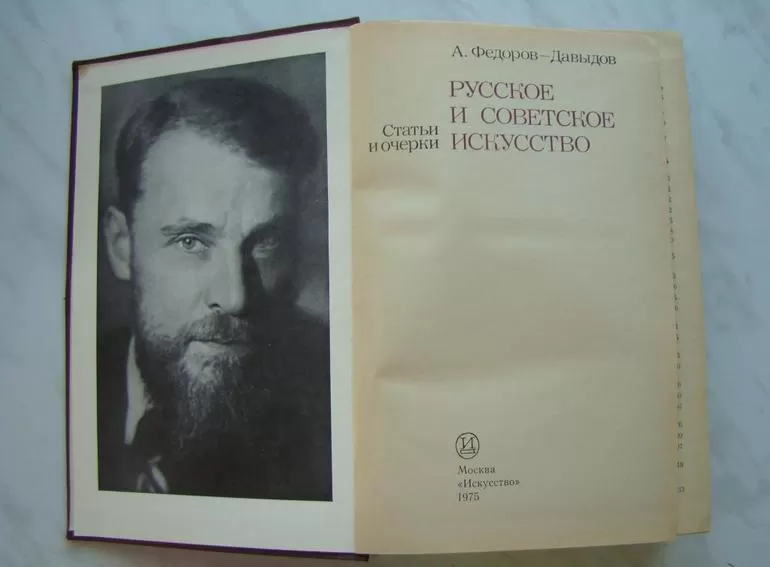 А. Федоров—Давыдов
РУССКОЕ
И СОВЕТСКОЕ
ИСКУССТВО
Статьи
и очерки
И
Москва
«Искусство»
1975